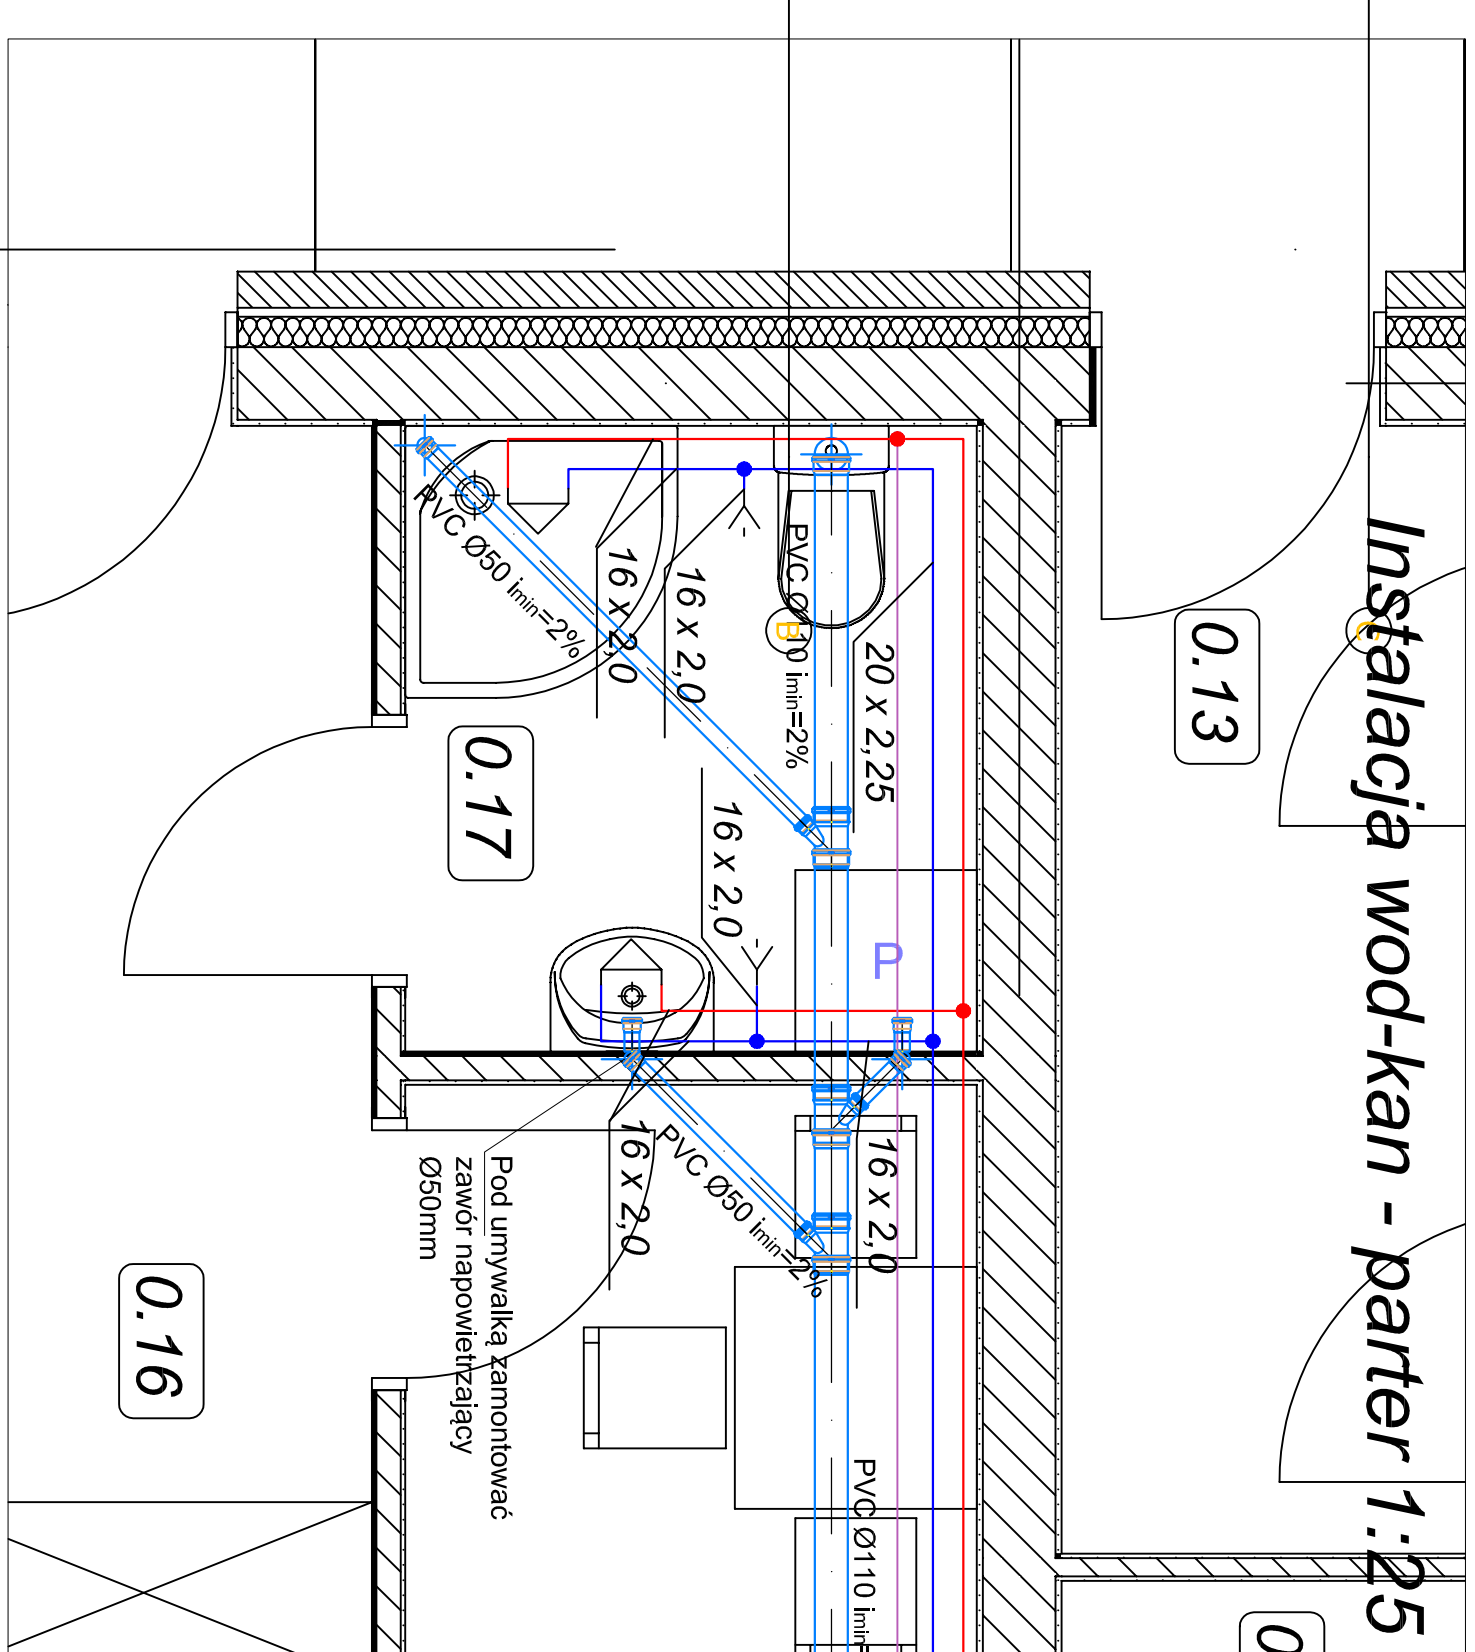 Instalacja wod-kan - parter 1:25
0.13
C
20 x 2,25
PVC Ø110 imin=2%
B
16 x 2,0
16 x 2,0
PVC Ø50 imin=2%
0.17
16 x 2,0
P
16 x 2,0
PVC Ø50 imin=2%
16 x 2,0
Pod umywalką zamontować
zawór napowietrzający
Ø50mm
0.16
PVC Ø110 imin=
0